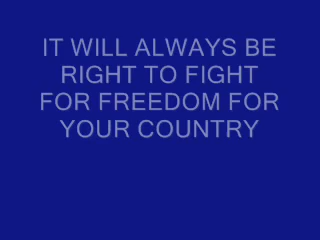 IT WILL ALWAYS BE
RIGHT TO FIGHT
FOR FREEDOM FOR
YOUR COUNTRY